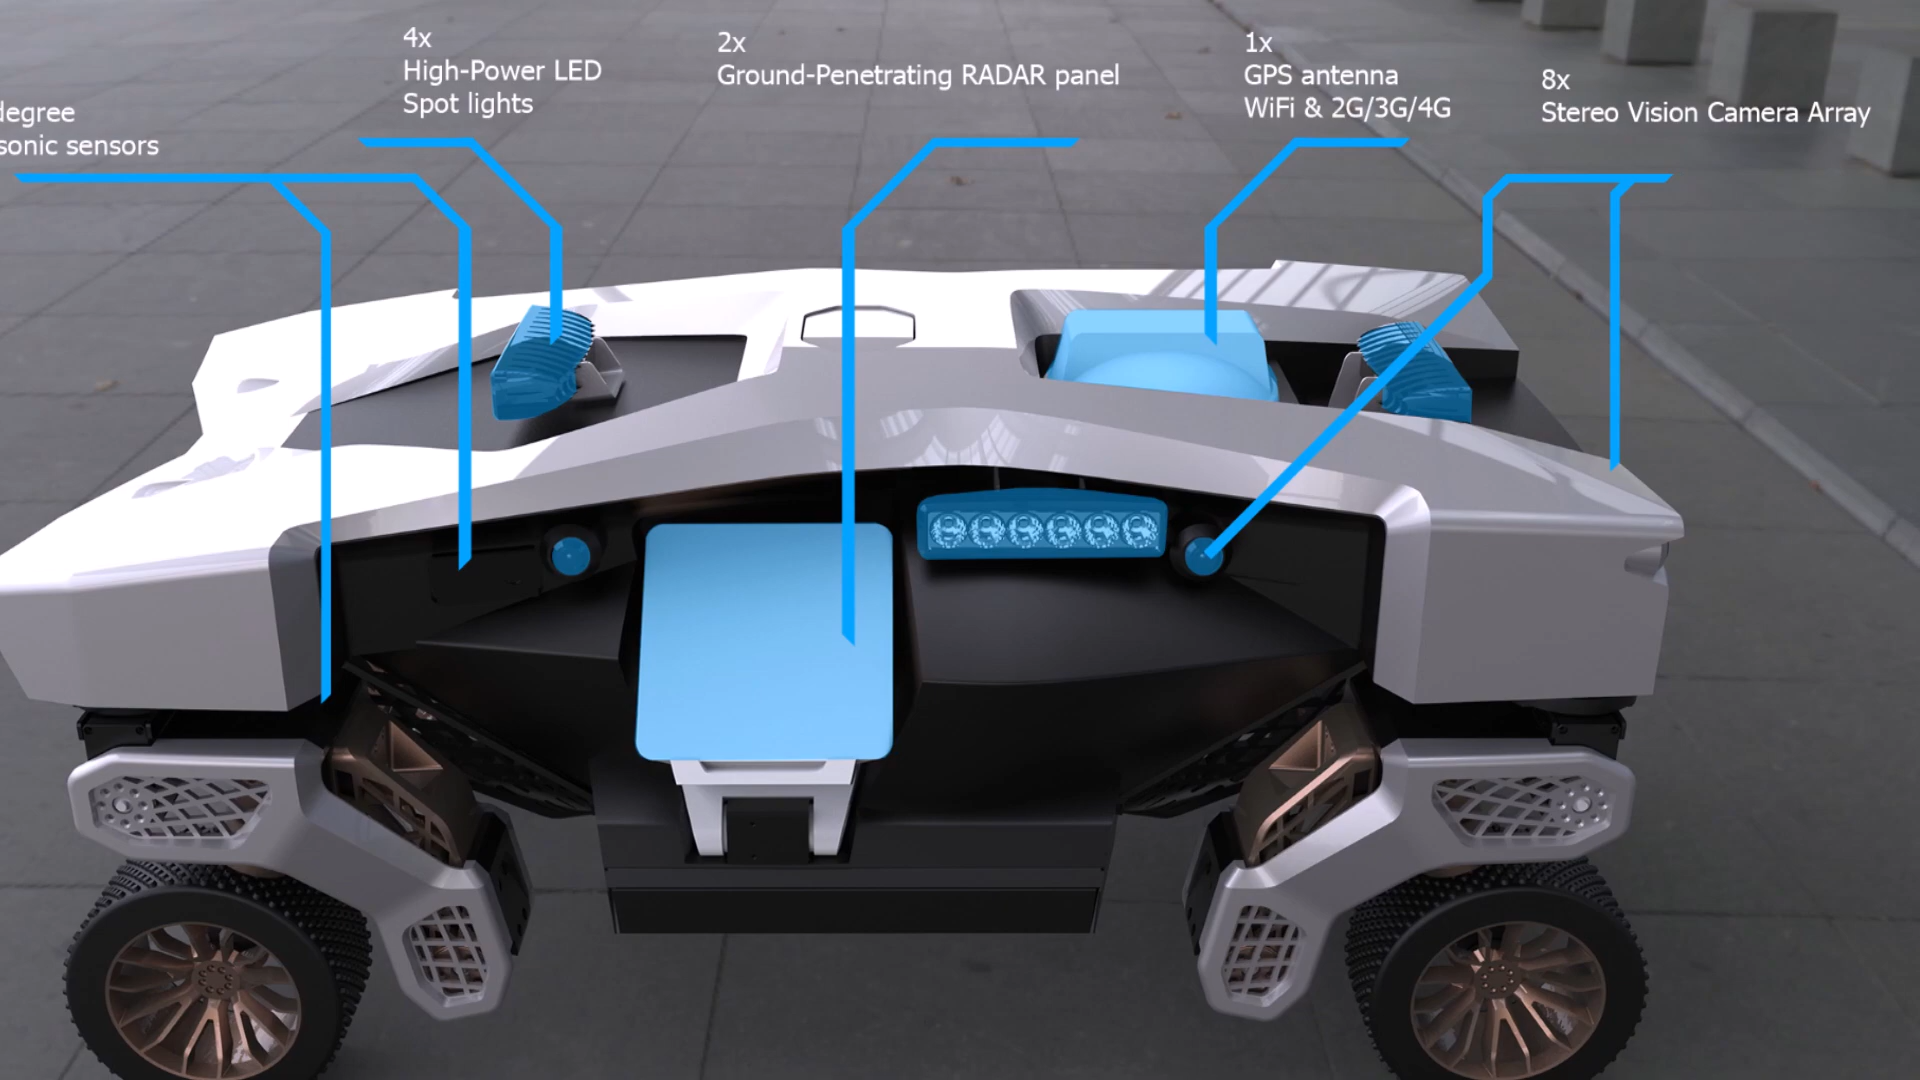 degree
sonic sensors
4x
High-Power LED
Spot lights
2x
Ground-Penetrating RADAR panel
1x
GPS antenna
WiFi & 2G/3G/4G
8x
Stereo Vision Camera Array